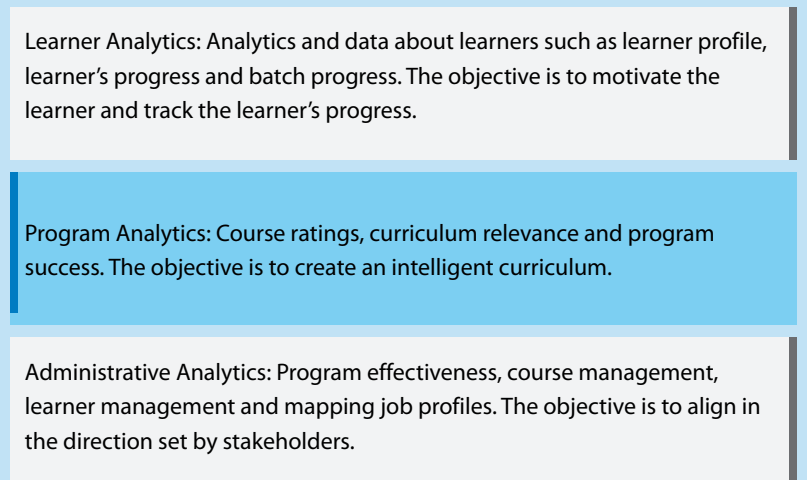 Learner Analytics: Analytics and data about learners such as learner profile,
learner’s progress and batch progress. The objective is to motivate the
learner and track the learner’s progress.
Program Analytics: Course ratings, curriculum relevance and program
success. The objective is to create an intelligent curriculum.
Administrative Analytics: Program effectiveness, course management,
learner management and mapping job profiles. The objective is to align in
the direction set by stakeholders.